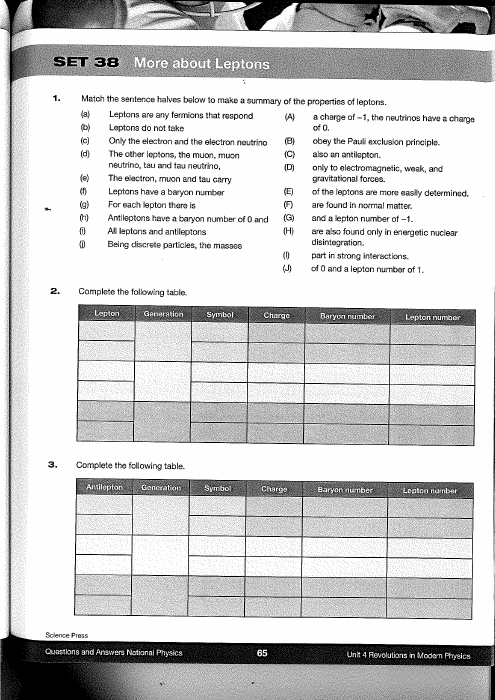 SET 38 More about Leptons
1. Match the sentence halves below to make a summary of the properties of leptons.
(a) Leptons are any fermions that respond
(b) Leptons do not take
(c) Only the electron and the electron neutrino
(d) The other leptons, the muon, muon
neutrino, tau and tau neutrino,
(e) The electron, muon and tau carry
(f) Leptons have a baryon number
(g) For each lepton there is
(h) Antileptons have a baryon number of 0 and
(i) All leptons and antileptons
(j) Being discrete particles, the masses
(A) a charge of –1, the neutrinos have a charge
of 0.
(B) obey the Pauli exclusion principle.
(C) also an antilepton.
(D) only to electromagnetic, weak, and
gravitational forces.
(E) of the leptons are more easily determined.
(F) are found in normal matter.
(G) and a lepton number of –1.
(H) are also found only in energetic nuclear
disintegration.
(I) part in strong interactions.
(J) of 0 and a lepton number of 1.
2. Complete the following table.
Lepton Generation Symbol Charge Baryon number Lepton number
3. Complete the following table.
Antilepton Generation Symbol Charge Baryon number Lepton number
Science Press
Questions and Answers National Physics 65 Unit 4 Revolutions in Modern Physics